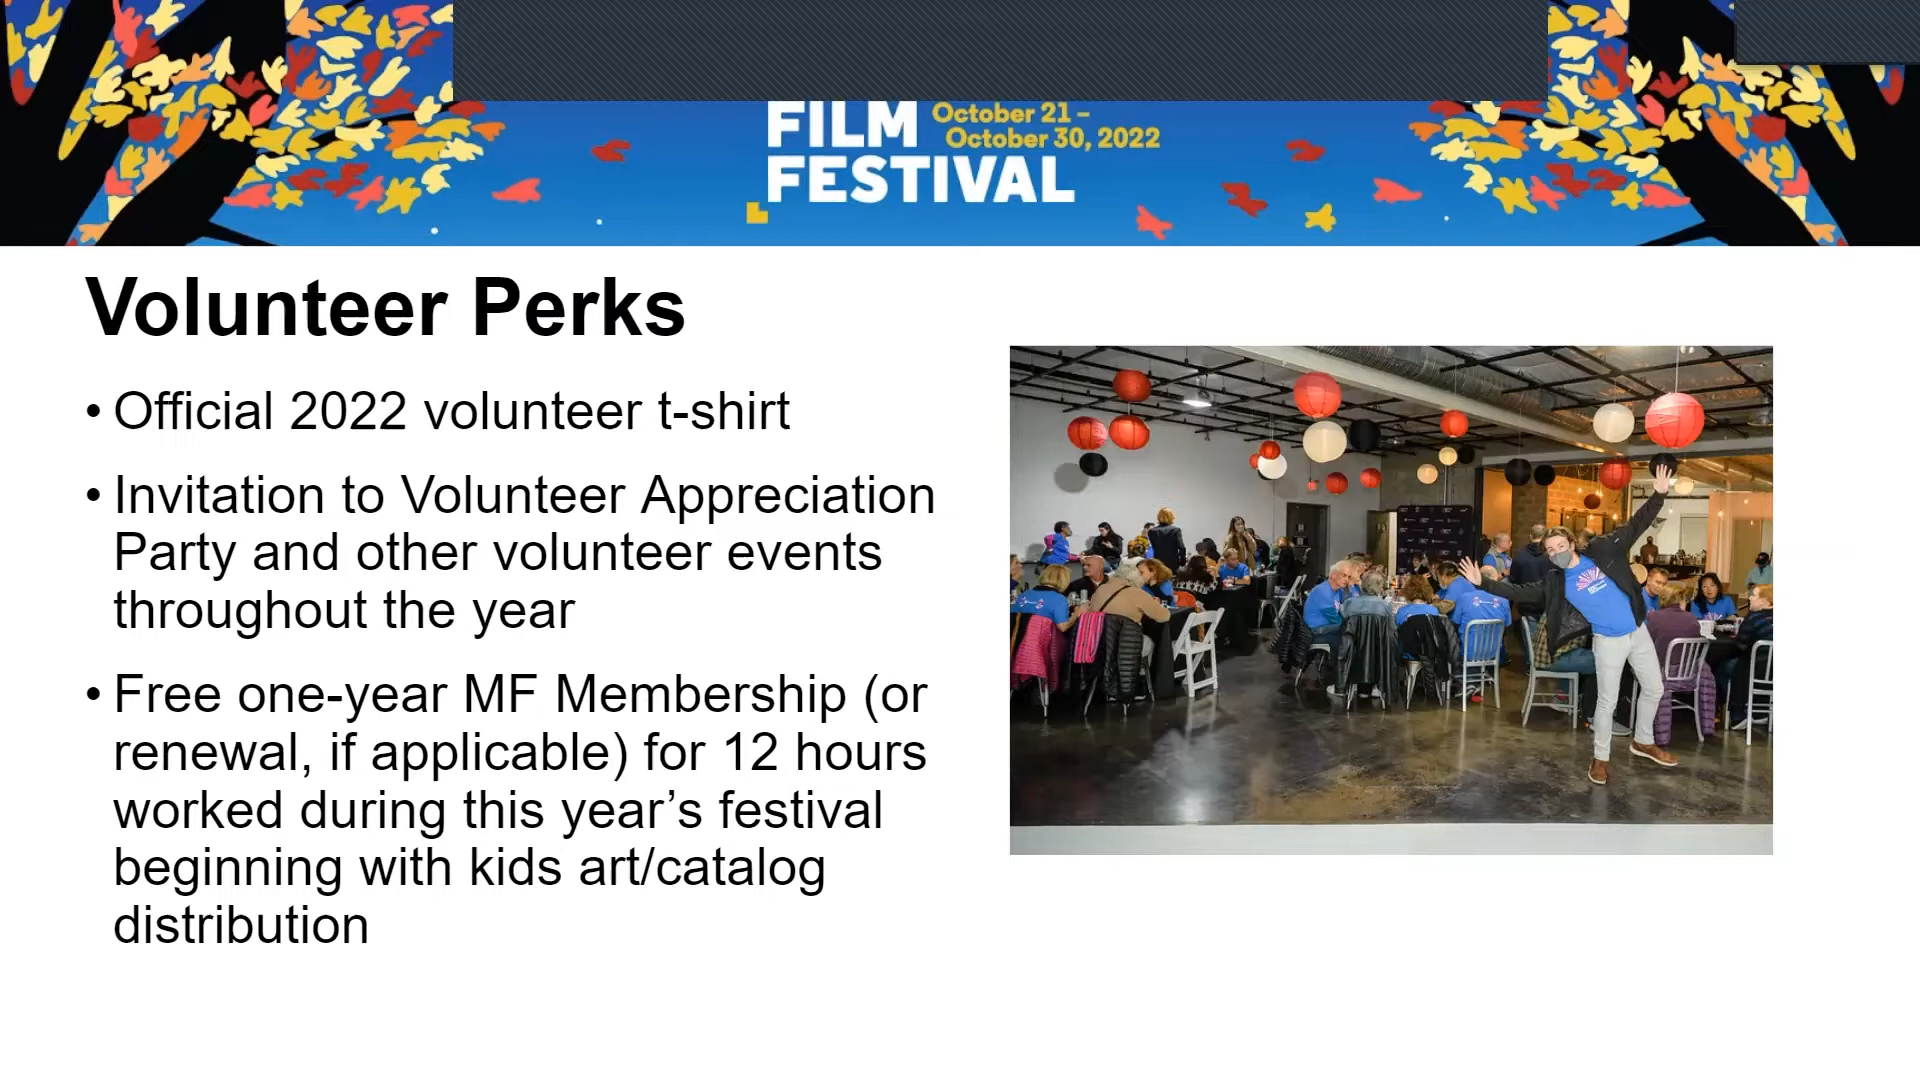 FILM
October 21 –
October 30, 2022
FESTIVAL
Volunteer Perks
• Official 2022 volunteer t-shirt
• Invitation to Volunteer Appreciation
Party and other volunteer events
throughout the year
• Free one-year MF Membership (or
renewal, if applicable) for 12 hours
worked during this year’s festival
beginning with kids art/catalog
distribution